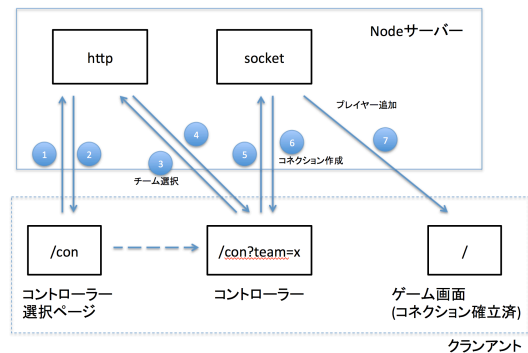 Nodeサーバー
http
socket
プレイヤー追加
1
2
3
4
5
6
7
チーム選択
コネクション作成
/con
/con?team=x
/
コントローラー
選択ページ
コントローラー
ゲーム画面
(コネクション確立済)
クランアント